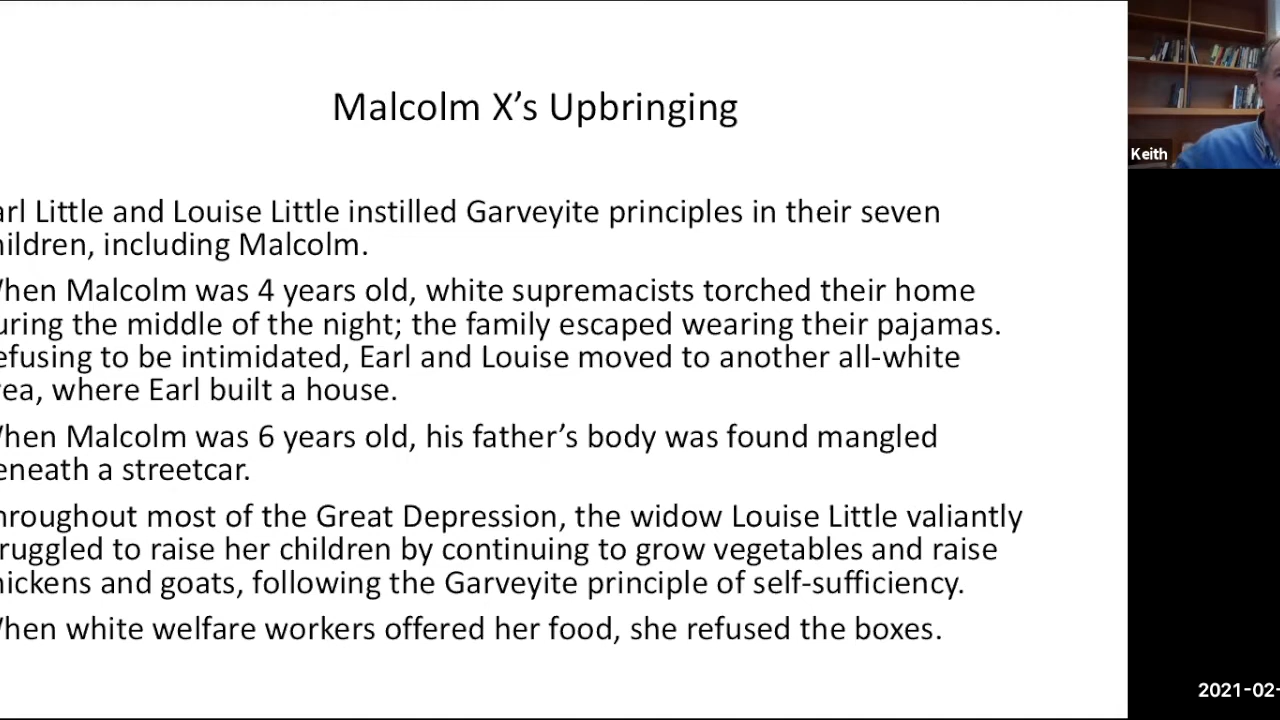 Malcolm X’s Upbringing
Keith
arl Little and Louise Little instilled Garveyite principles in their seven
hildren, including Malcolm.
hen Malcolm was 4 years old, white supremacists torched their home
uring the middle of the night; the family escaped wearing their pajamas.
efusing to be intimidated, Earl and Louise moved to another all-white
rea, where Earl built a house.
hen Malcolm was 6 years old, his father’s body was found mangled
eneath a streetcar.
hroughout most of the Great Depression, the widow Louise Little valiantly
ruggled to raise her children by continuing to grow vegetables and raise
hickens and goats, following the Garveyite principle of self-sufficiency.
hen white welfare workers offered her food, she refused the boxes.
2021-02-